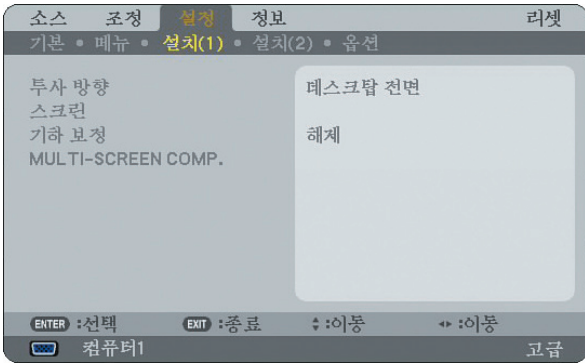 소스 조정 설정 정보 리셋
기본 • 메뉴 • 설치(1) • 설치(2) • 옵션
투사 방향 데스크탑 전면
스크린
기하 보정 해제
MULTI-SCREEN COMP.
ENTER :선택 EXIT :종료 :이동 :이동
컴퓨터1 고급